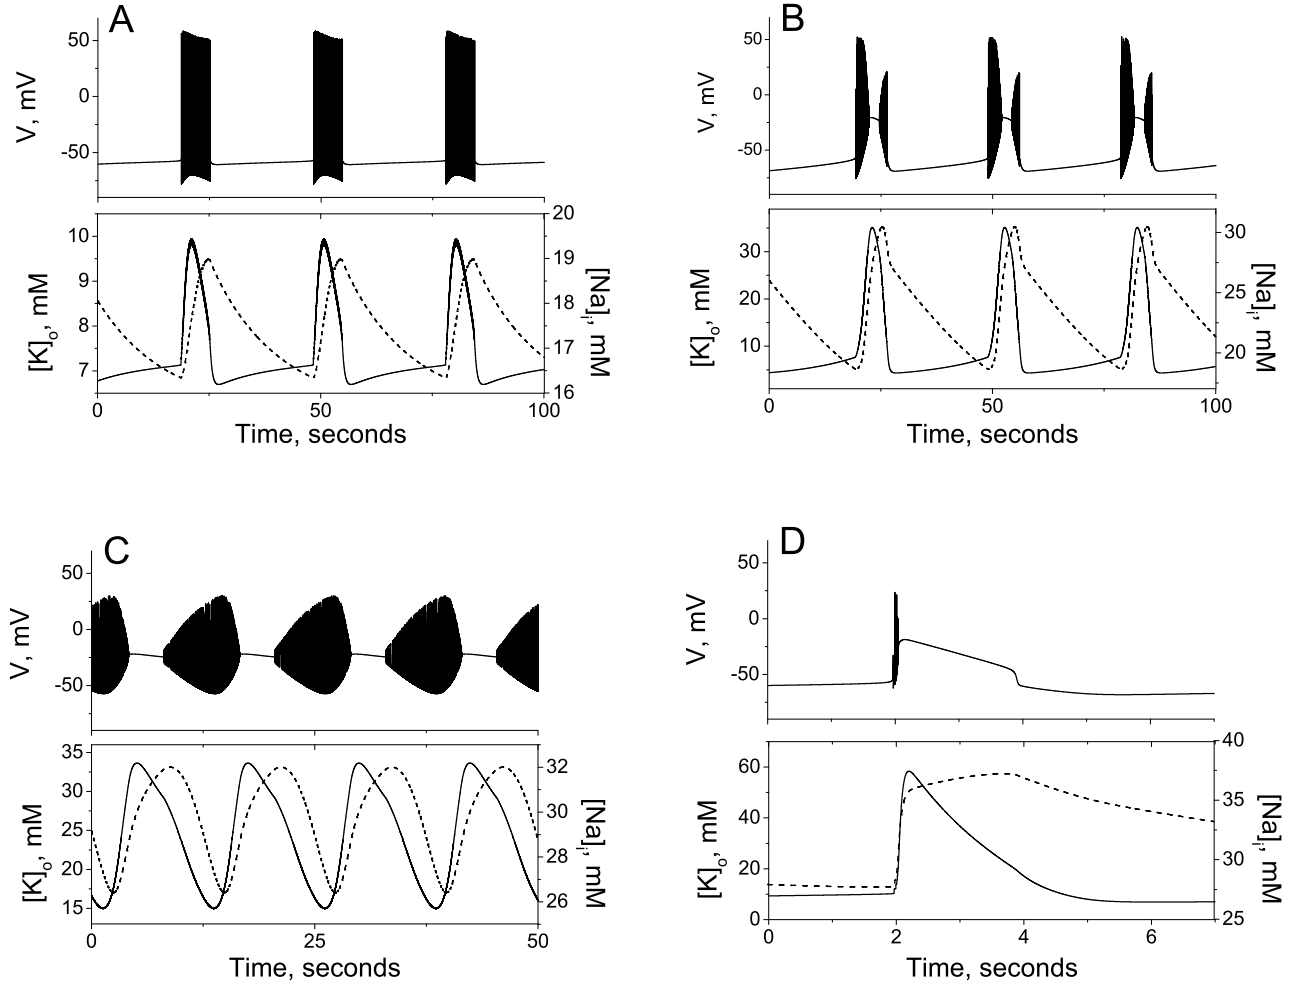 A
V, mV
50
0
-50
[K]o, mM
10
9
8
7
20
19
18
17
16
[Na]i, mM
0
50
100
Time, seconds
B
V, mV
50
0
-50
[K]o, mM
30
20
10
30
25
20
[Na]i, mM
0
50
100
Time, seconds
C
V, mV
50
0
-50
[K]o, mM
35
30
25
20
15
32
30
28
26
[Na]i, mM
0
25
50
Time, seconds
D
V, mV
50
0
-50
[K]o, mM
60
40
20
0
40
35
30
25
[Na]i, mM
0
2
4
6
Time, seconds